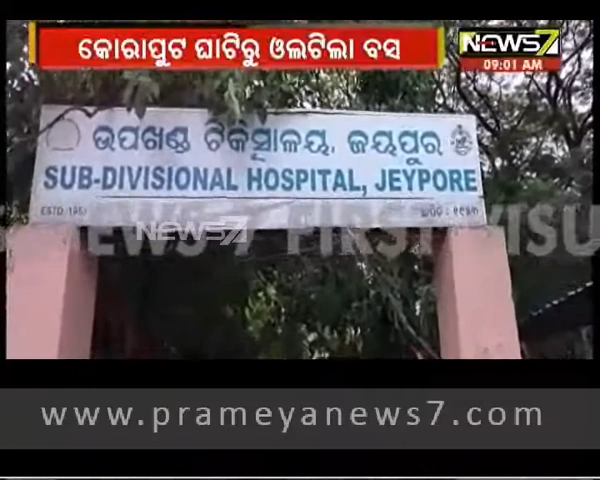 କୋରାପୁଟ ଘାଟିରୁ ଓଲଟିଲା ବସ
NEWS7
09:01 AM
ଉପଖଣ୍ଡ ଚିକିତ୍ସାଳୟ, ଜୟପୁର
SUB-DIVISIONAL HOSPITAL, JEYPORE
NEWS7 FIRST VISU
NEWS7
www.prameyanews7.com